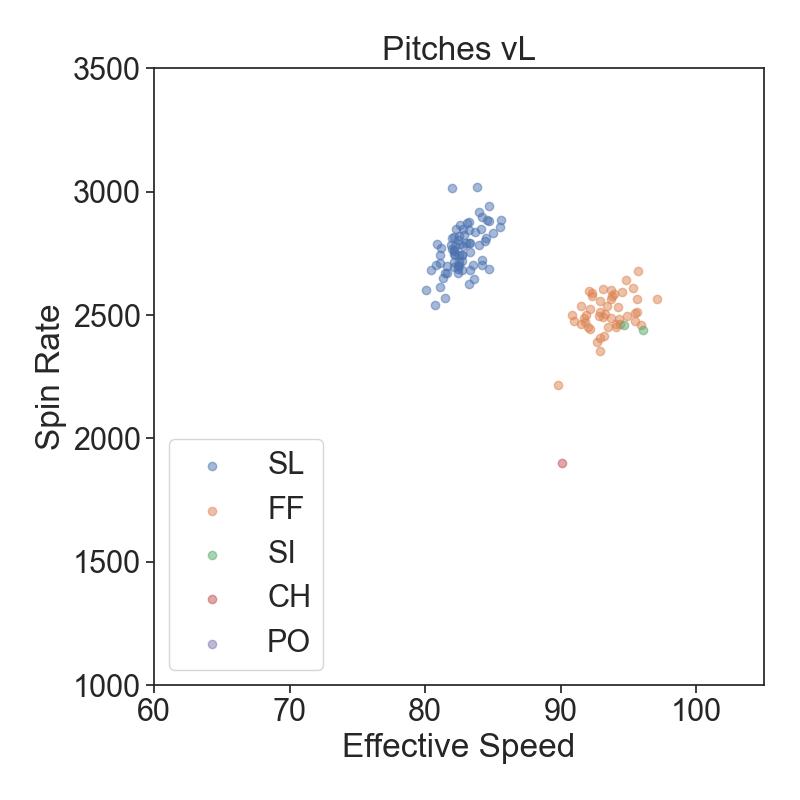 Pitches vL
3500
3000
2500
2000
1500
1000
Spin Rate
SL
FF
SI
CH
PO
60 70 80 90 100
Effective Speed